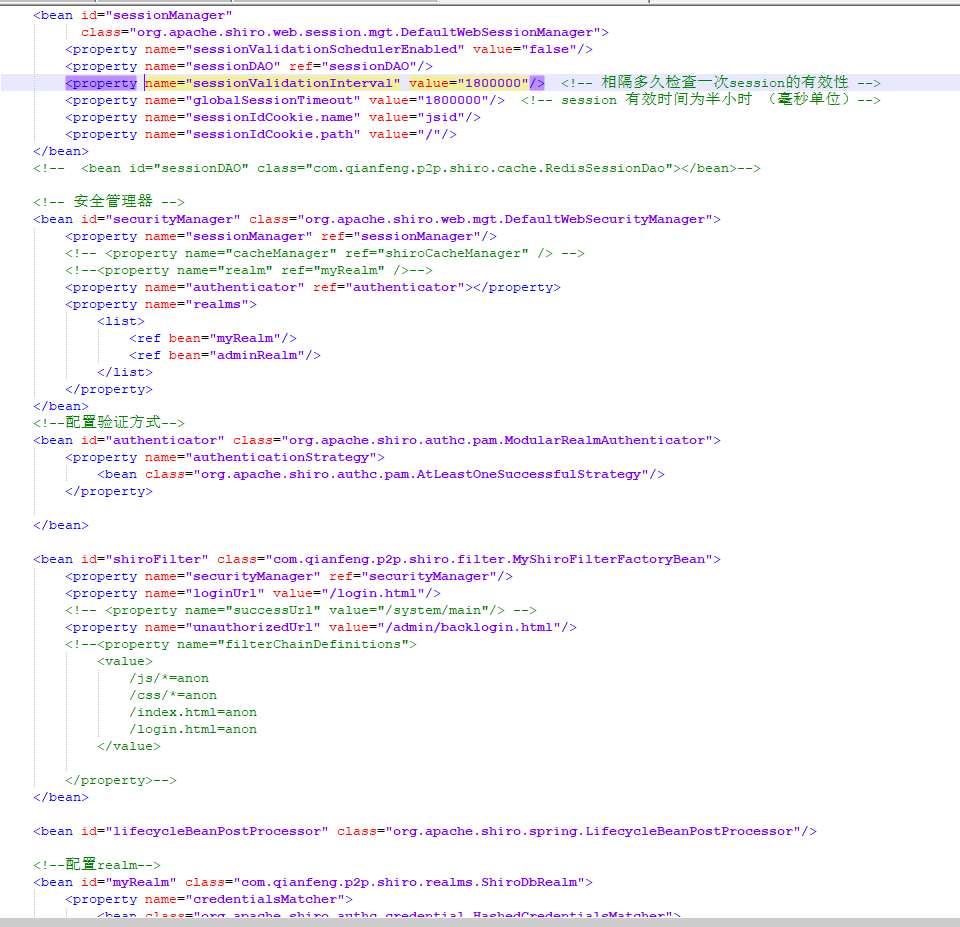 <bean id="sessionManager"
      class="org.apache.shiro.web.session.mgt.DefaultWebSessionManager">
    <property name="sessionValidationSchedulerEnabled" value="false"/>
    <property name="sessionDAO" ref="sessionDAO"/>
    <property name="sessionValidationInterval" value="1800000"/>  <!-- 相隔多久检查一次session的有效性 -->
    <property name="globalSessionTimeout" value="1800000"/>  <!-- session 有效时间为半小时 （毫秒单位）-->
    <property name="sessionIdCookie.name" value="jsid"/>
    <property name="sessionIdCookie.path" value="/"/>
</bean>
<!--  <bean id="sessionDAO" class="com.qianfeng.p2p.shiro.cache.RedisSessionDao"></bean>-->

<!-- 安全管理器 -->
<bean id="securityManager" class="org.apache.shiro.web.mgt.DefaultWebSecurityManager">
    <property name="sessionManager" ref="sessionManager"/>
    <!-- <property name="cacheManager" ref="shiroCacheManager" /> -->
    <!--<property name="realm" ref="myRealm" />-->
    <property name="authenticator" ref="authenticator"></property>
    <property name="realms">
        <list>
            <ref bean="myRealm"/>
            <ref bean="adminRealm"/>
        </list>
    </property>
</bean>
<!--配置验证方式-->
<bean id="authenticator" class="org.apache.shiro.authc.pam.ModularRealmAuthenticator">
    <property name="authenticationStrategy">
        <bean class="org.apache.shiro.authc.pam.AtLeastOneSuccessfulStrategy"/>
    </property>

</bean>

<bean id="shiroFilter" class="com.qianfeng.p2p.shiro.filter.MyShiroFilterFactoryBean">
    <property name="securityManager" ref="securityManager"/>
    <property name="loginUrl" value="/login.html"/>
    <!-- <property name="successUrl" value="/system/main"/> -->
    <property name="unauthorizedUrl" value="/admin/backlogin.html"/>
    <!--<property name="filterChainDefinitions">
        <value>
            /js/*=anon
            /css/*=anon
            /index.html=anon
            /login.html=anon
        </value>

    </property>-->
</bean>

<bean id="lifecycleBeanPostProcessor" class="org.apache.shiro.spring.LifecycleBeanPostProcessor"/>

<!--配置realm-->
<bean id="myRealm" class="com.qianfeng.p2p.shiro.realms.ShiroDbRealm">
    <property name="credentialsMatcher">
        <bean class="org.apache.shiro.authc.credential.HashedCredentialsMatcher">